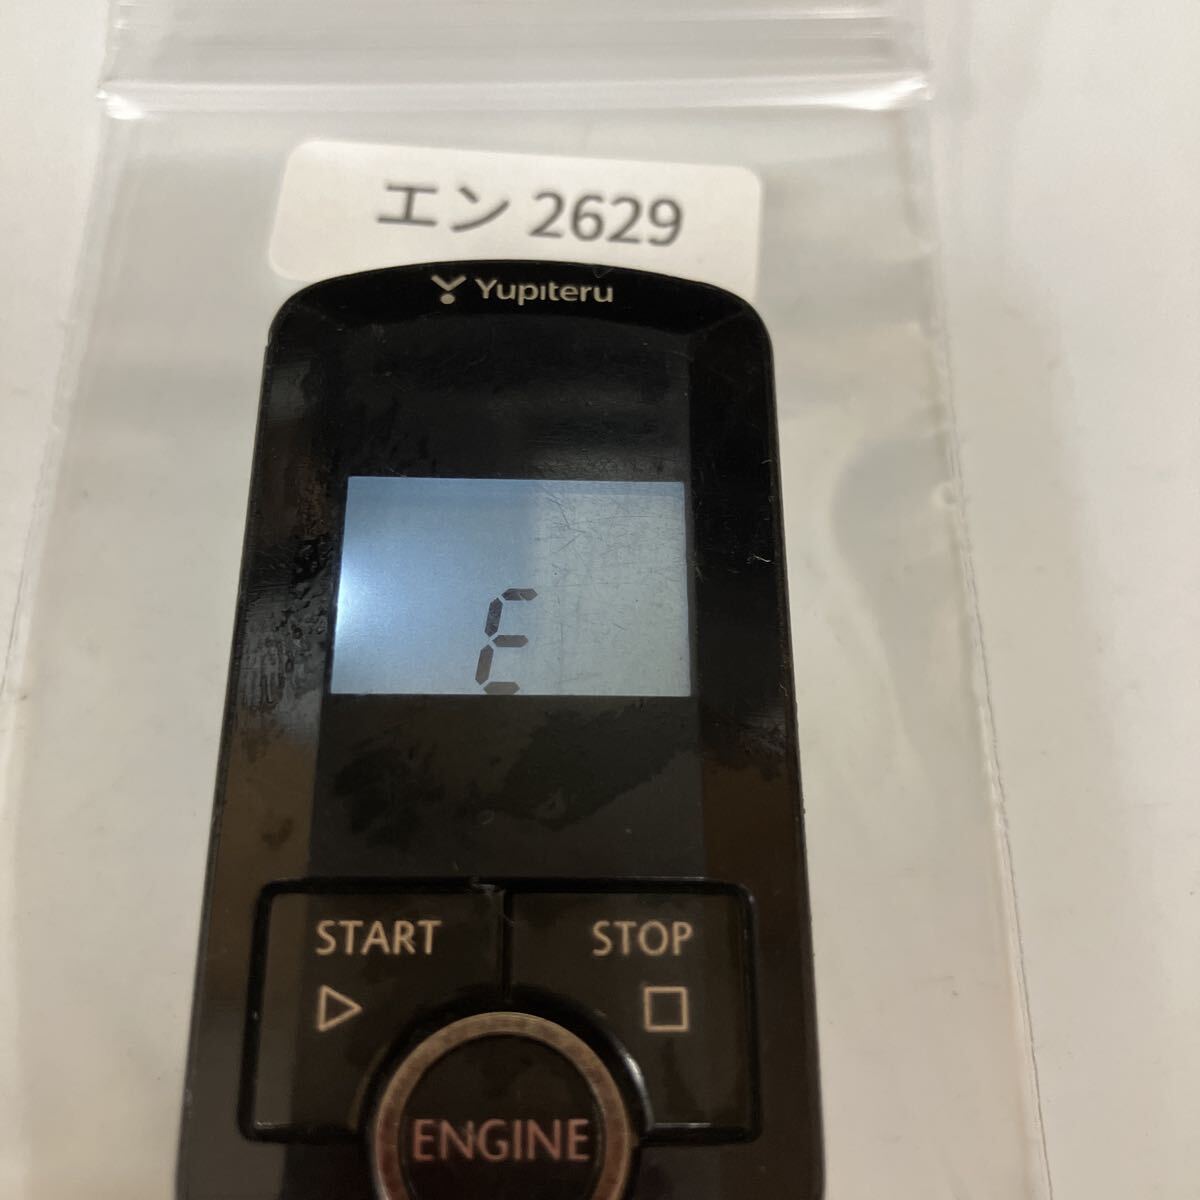 エン 2629
Yupiteru
E
START
STOP
ENGINE